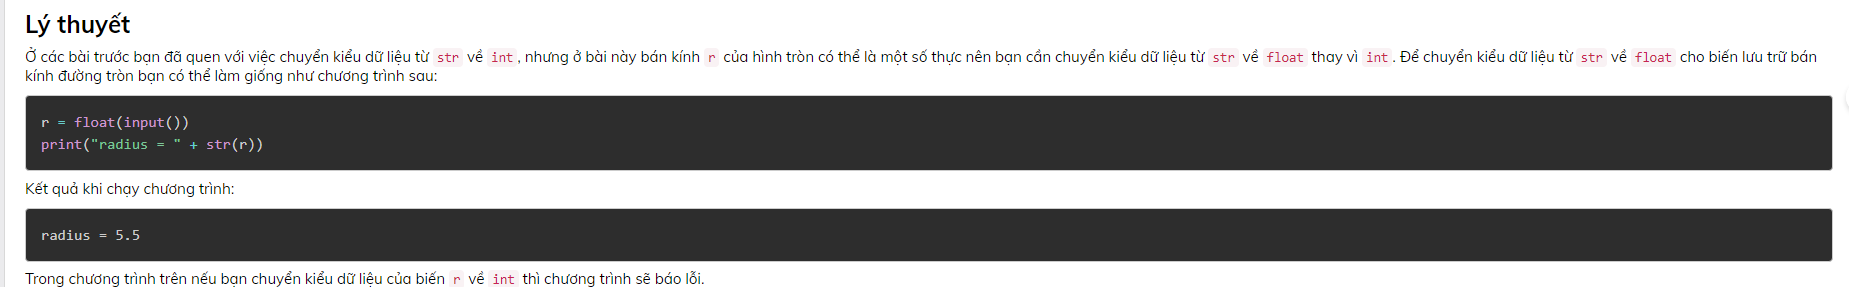 Lý thuyết
Ở các bài trước bạn đã quen với việc chuyển kiểu dữ liệu từ str về int, nhưng ở bài này bán kính r của hình tròn có thể là một số thực nên bạn cần chuyển kiểu dữ liệu từ str về float thay vì int. Để chuyển kiểu dữ liệu từ str về float cho biến lưu trữ bán
kính đường tròn bạn có thể làm giống như chương trình sau:
r = float(input())
print("radius = " + str(r))
Kết quả khi chạy chương trình:
radius = 5.5
Trong chương trình trên nếu bạn chuyển kiểu dữ liệu của biến r về int thì chương trình sẽ báo lỗi.